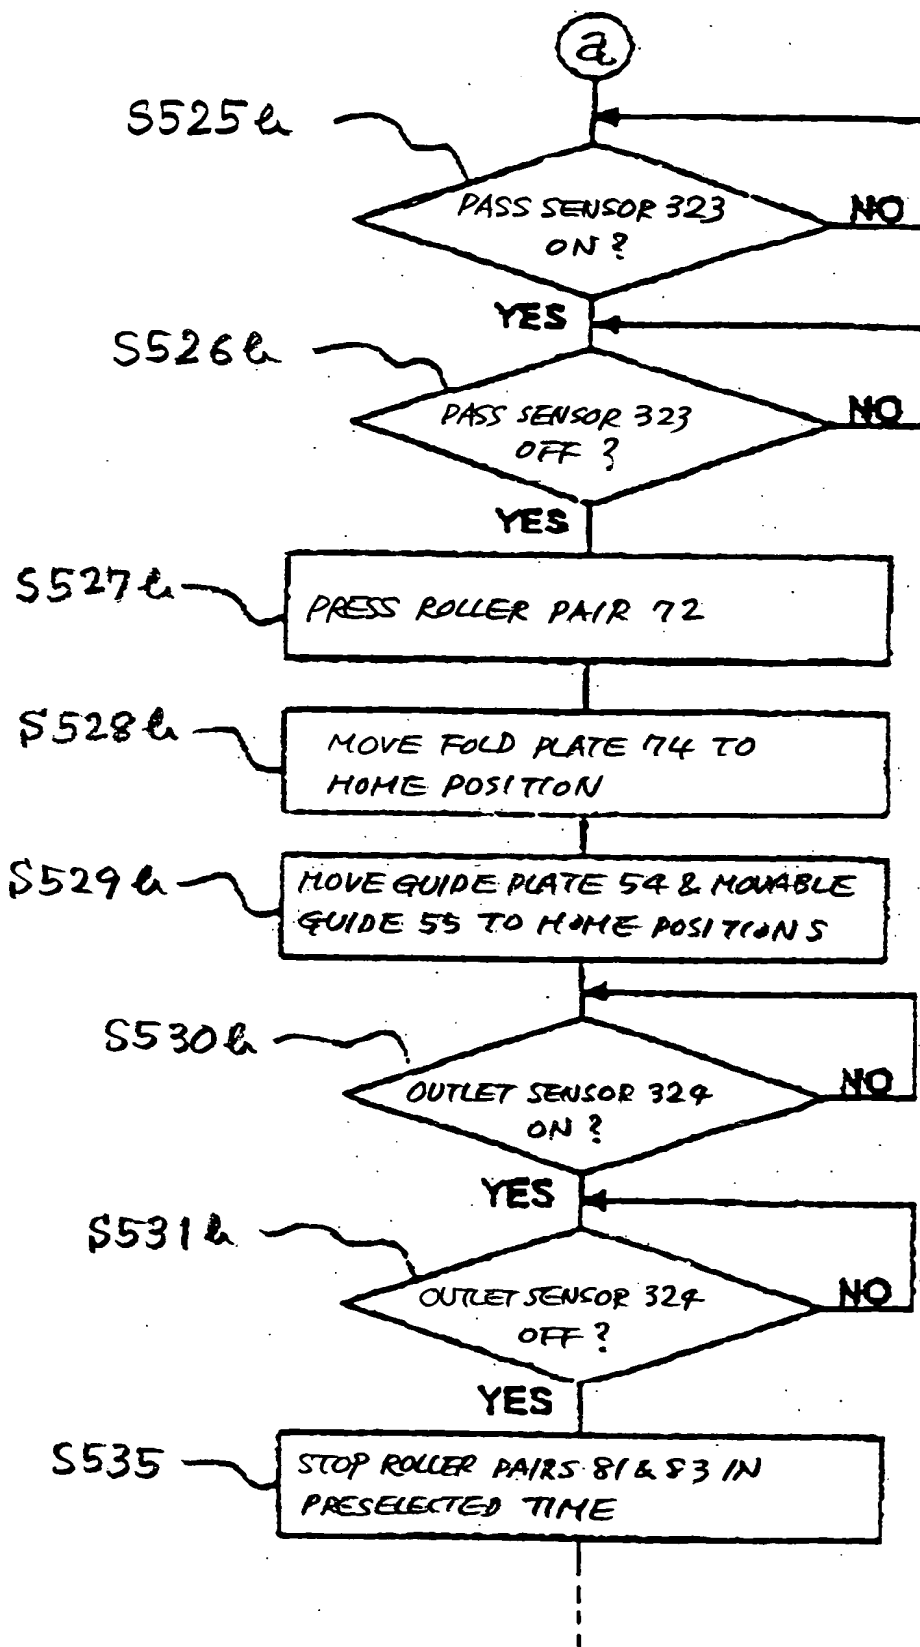 a
S525b
PASS SENSOR 323
ON ?
NO
YES
S526b
PASS SENSOR 323
OFF ?
NO
YES
S527b
PRESS ROLLER PAIR 72
S528b
MOVE FOLD PLATE 74 TO
HOME POSITION
S529b
MOVE GUIDE PLATE 54 & MOVABLE
GUIDE 55 TO HOME POSITIONS
S530b
OUTLET SENSOR 324
ON ?
NO
YES
S531b
OUTLET SENSOR 324
OFF ?
NO
YES
S535
STOP ROLLER PAIRS 81 & 83 IN
PRESELECTED TIME